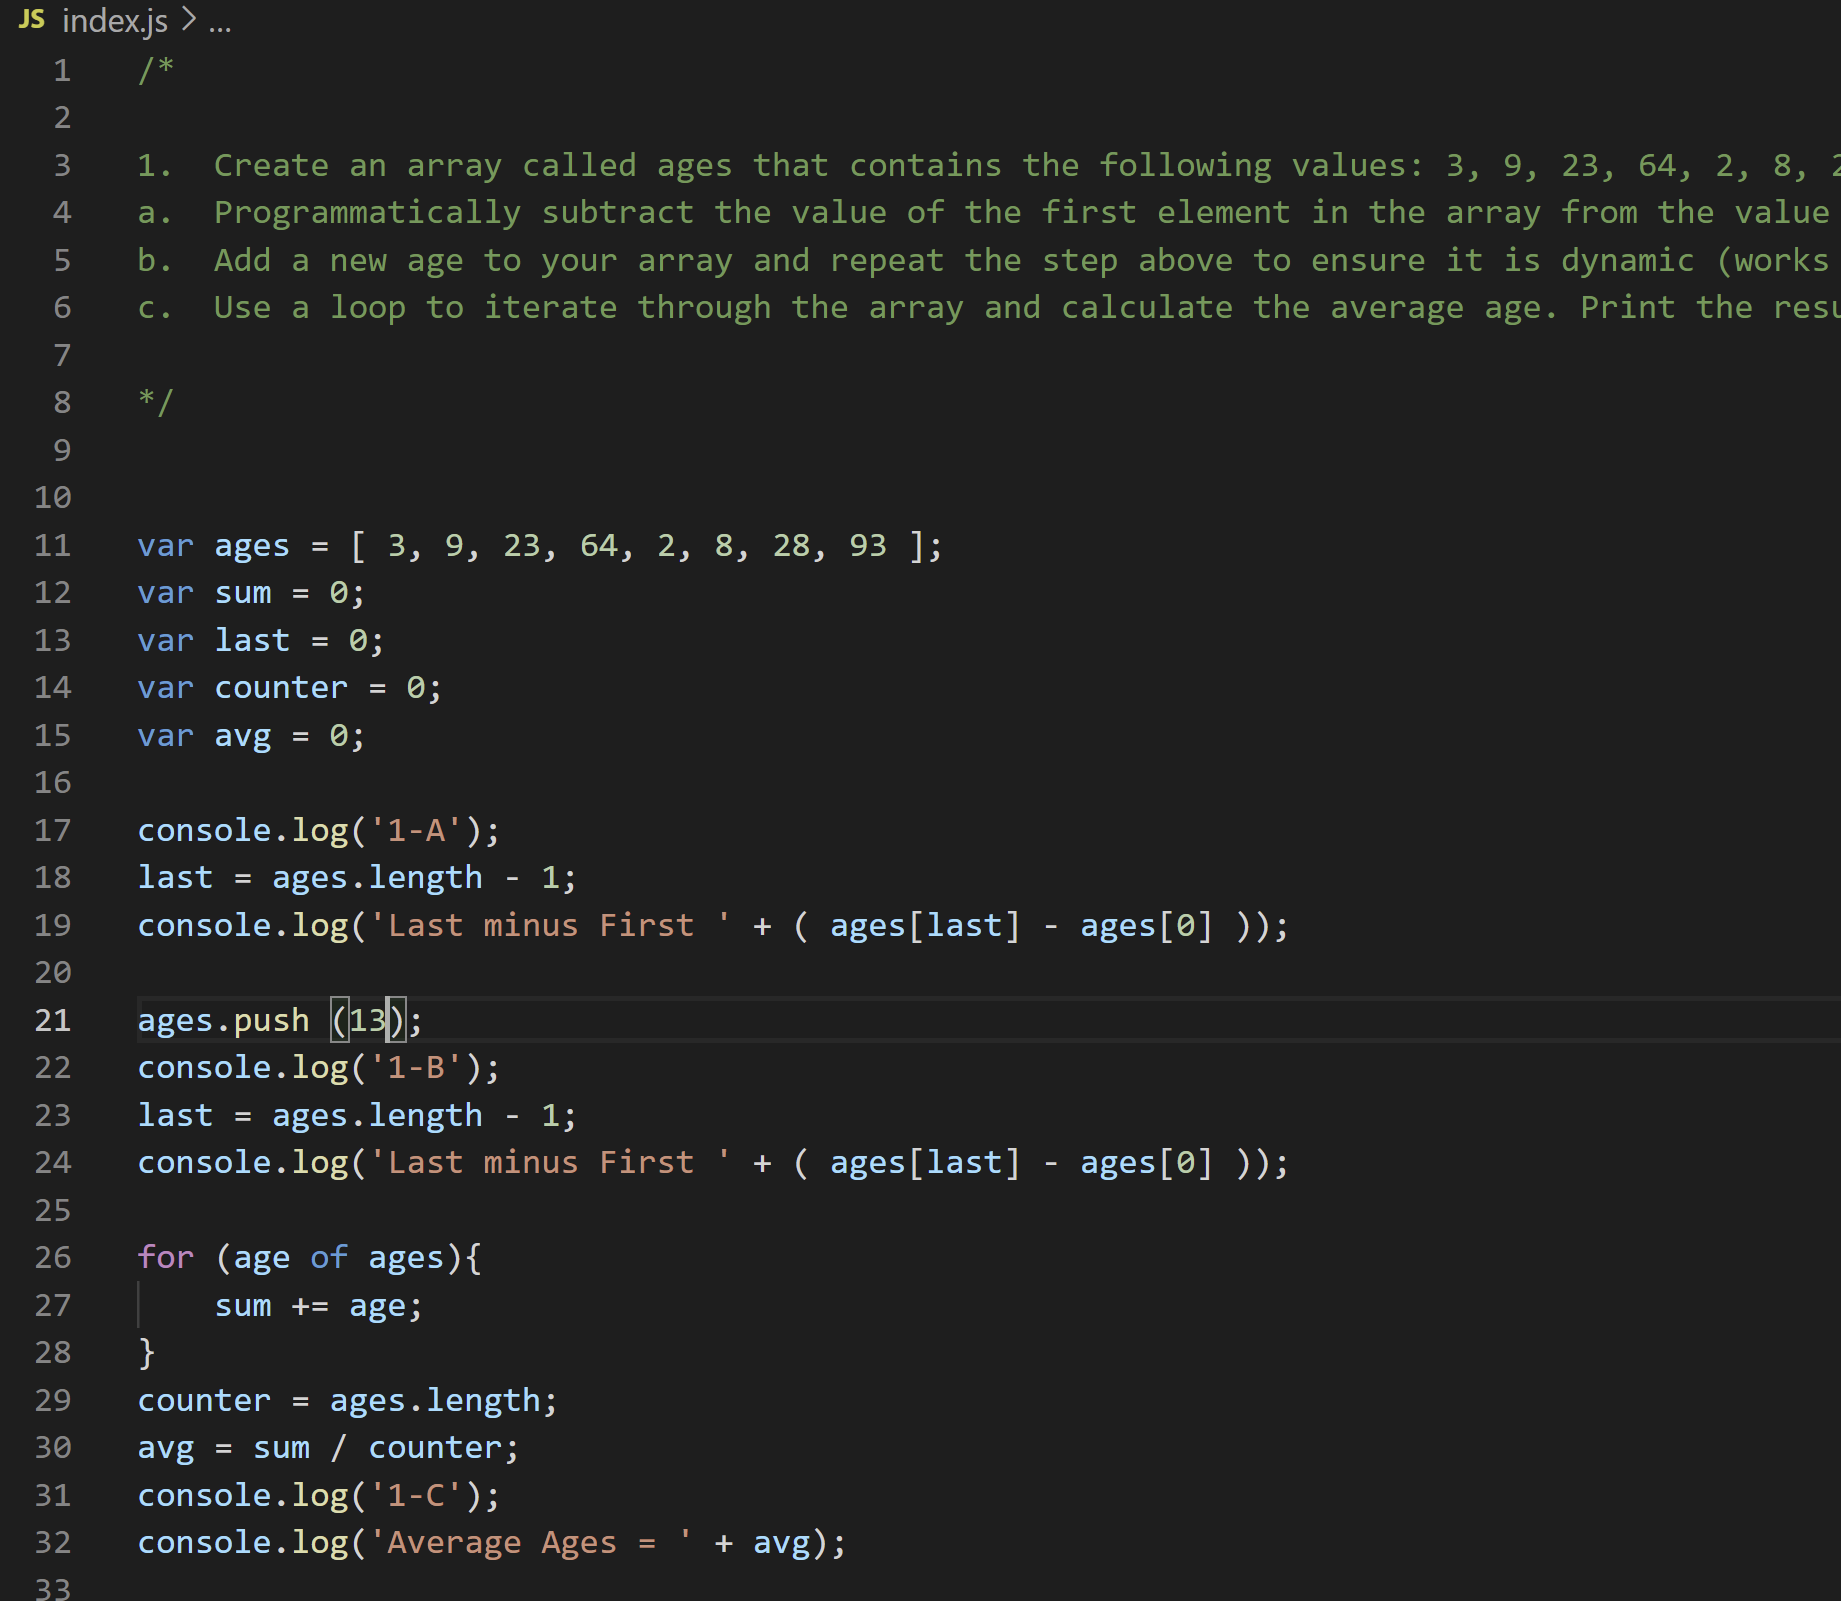 JS index.js > ...
1 /*
2
3 1. Create an array called ages that contains the following values: 3, 9, 23, 64, 2, 8,
4 a. Programmatically subtract the value of the first element in the array from the value
5 b. Add a new age to your array and repeat the step above to ensure it is dynamic (works
6 c. Use a loop to iterate through the array and calculate the average age. Print the
7
8 */
9
10
11 var ages = [ 3, 9, 23, 64, 2, 8, 28, 93 ];
12 var sum = 0;
13 var last = 0;
14 var counter = 0;
15 var avg = 0;
16
17 console.log('1-A');
18 last = ages.length - 1;
19 console.log('Last minus First ' + ( ages[last] - ages[0] ));
20
21 ages.push (13);
22 console.log('1-B');
23 last = ages.length - 1;
24 console.log('Last minus First ' + ( ages[last] - ages[0] ));
25
26 for (age of ages){
27     sum += age;
28 }
29 counter = ages.length;
30 avg = sum / counter;
31 console.log('1-C');
32 console.log('Average Ages = ' + avg);
33